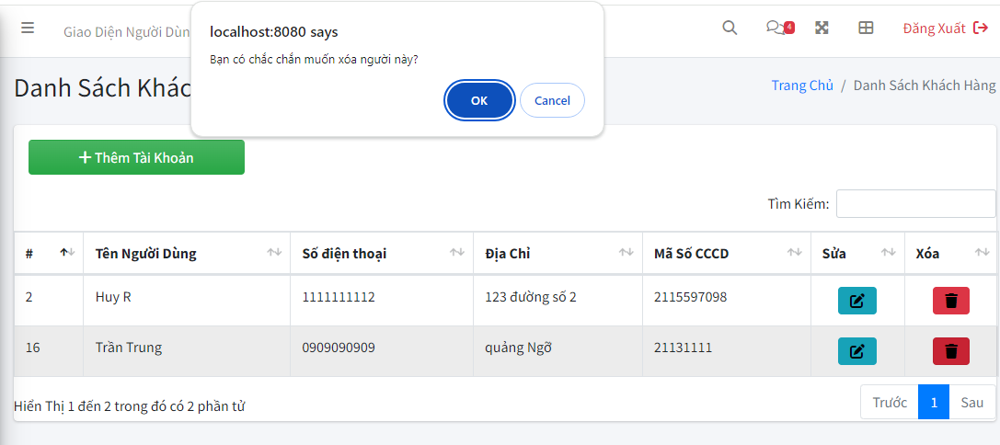 localhost:8080 says
Bạn có chắc chắn muốn xóa người này?
OK Cancel
Giao Diện Người Dùn
4
Đăng Xuất
Danh Sách Khác
Trang Chủ / Danh Sách Khách Hàng
Thêm Tài Khoản
Tìm Kiếm:
# Tên Người Dùng Số điện thoại Địa Chỉ Mã Số CCCD Sửa Xóa
2 Huy R 1111111112 123 đường số 2 2115597098
16 Trần Trung 0909090909 quảng Ngỡ 21131111
Hiển Thị 1 đến 2 trong đó có 2 phần tử
Trước 1 Sau